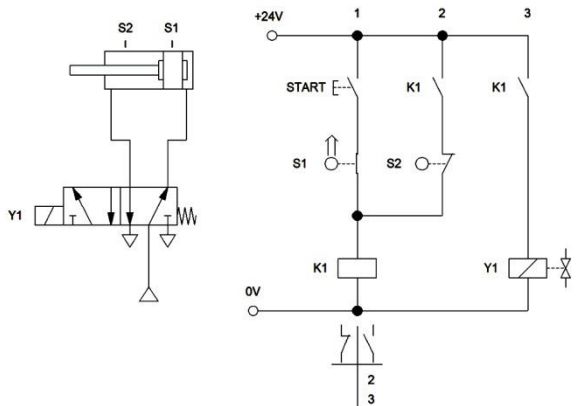 S2 S1
Y1
1 2 3
+24V
START K1 K1
S1 S2
K1 Y1
0V
2
3